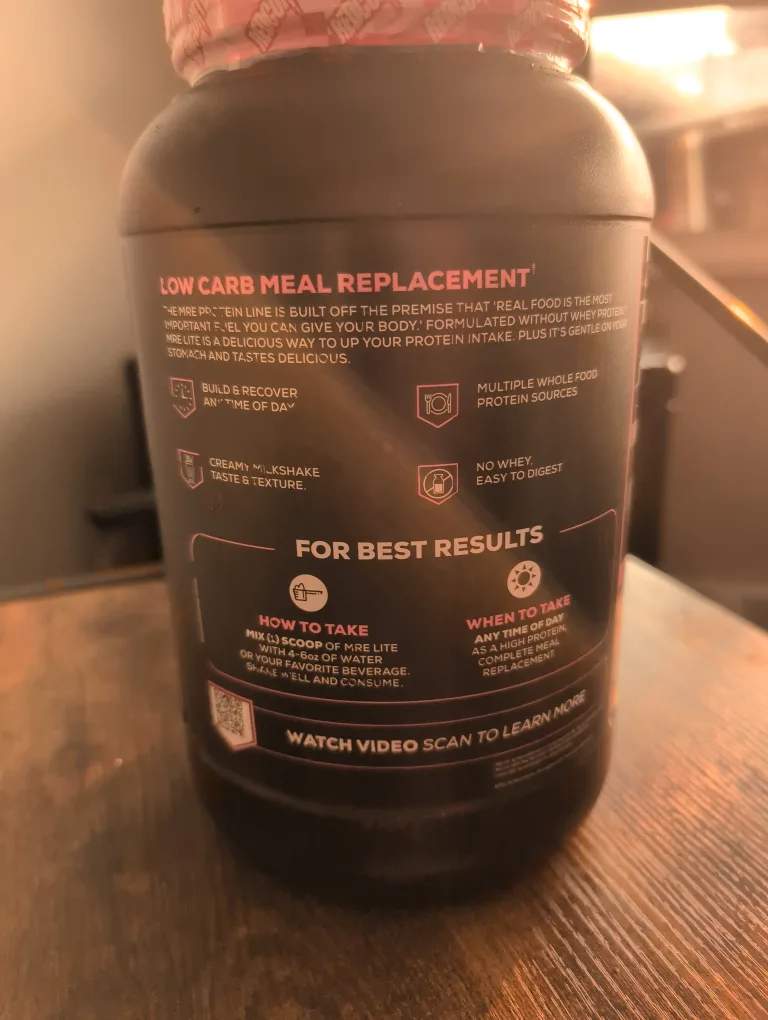 REDCON1
LOW CARB MEAL REPLACEMENT†
THE MRE PROTEIN LINE IS BUILT OFF THE PREMISE THAT 'REAL FOOD IS THE MOST
IMPORTANT FUEL YOU CAN GIVE YOUR BODY.' FORMULATED WITHOUT WHEY PROTEIN
MRE LITE IS A DELICIOUS WAY TO UP YOUR PROTEIN INTAKE. PLUS IT'S GENTLE ON YOUR
STOMACH AND TASTES DELICIOUS.
BUILD & RECOVER
ANY TIME OF DAY
MULTIPLE WHOLE FOOD
PROTEIN SOURCES
CREAMY MILKSHAKE
TASTE & TEXTURE.
NO WHEY,
EASY TO DIGEST
FOR BEST RESULTS
HOW TO TAKE
MIX (1) SCOOP OF MRE LITE
WITH 4-6oz OF WATER
OR YOUR FAVORITE BEVERAGE.
SHAKE WELL AND CONSUME.
WHEN TO TAKE
ANY TIME OF DAY
AS A HIGH PROTEIN,
COMPLETE MEAL
REPLACEMENT.
WATCH VIDEO SCAN TO LEARN MORE